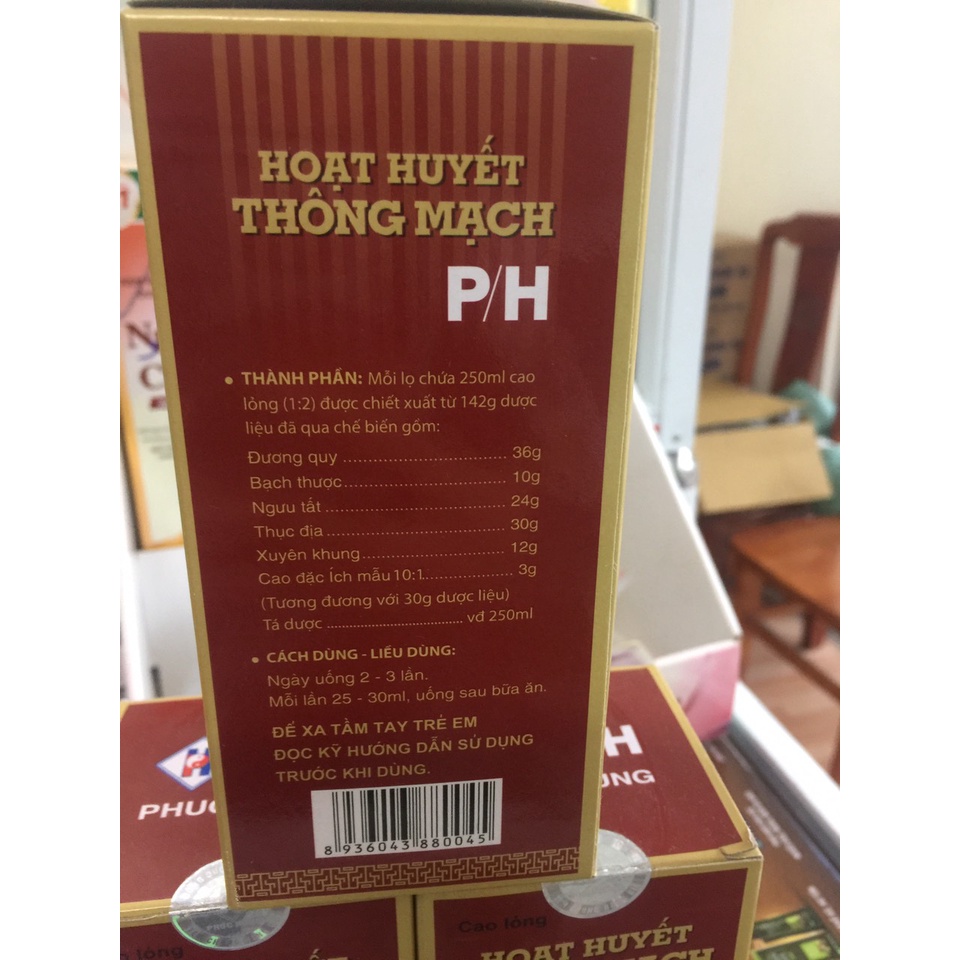 HOẠT HUYẾT
THÔNG MẠCH
P/H
• THÀNH PHẦN: Mỗi lọ chứa 250ml cao
lỏng (1:2) được chiết xuất từ 142g dược
liệu đã qua chế biến gồm:
Đương quy ........................... 36g
Bạch thược........................... 10g
Ngưu tất ........................... 24g
Thục địa........................... 30g
Xuyên khung........................ 12g
Cao đặc Ích mẫu 10:1............... 3g
(Tương đương với 30g dược liệu)
Tá dược ........................... vđ 250ml
• CÁCH DÙNG - LIỀU DÙNG:
Ngày uống 2 - 3 lần.
Mỗi lần 25 - 30ml, uống sau bữa ăn.
ĐỂ XA TẦM TAY TRẺ EM
ĐỌC KỸ HƯỚNG DẪN SỬ DỤNG
TRƯỚC KHI DÙNG.
8 936043 880045
H
Cao lỏng
HOẠT HUYẾT